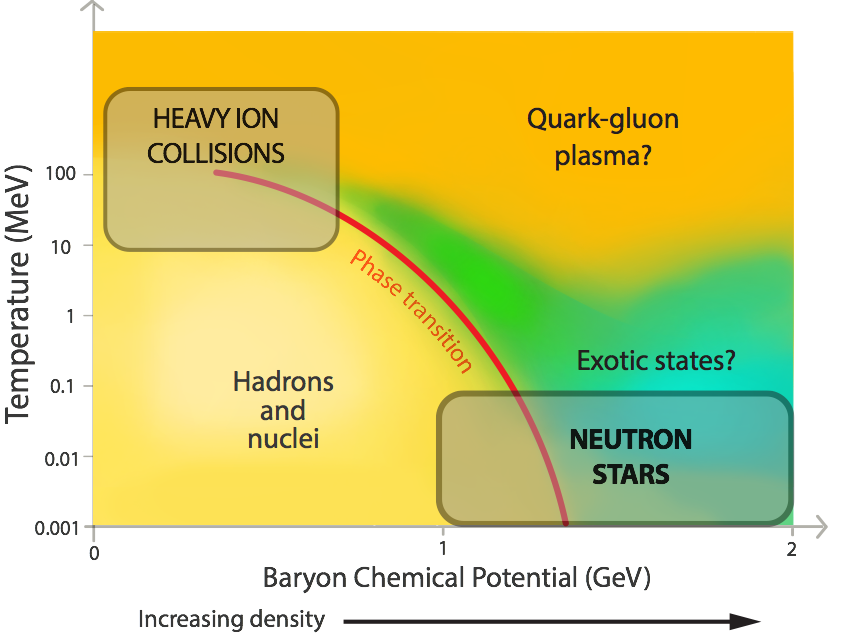 HEAVY ION
COLLISIONS
Quark-gluon
plasma?
Phase transition
Exotic states?
Hadrons
and
nuclei
NEUTRON
STARS
Temperature (MeV)
100
10
1
0.1
0.01
0.001
0
1
2
Baryon Chemical Potential (GeV)
Increasing density